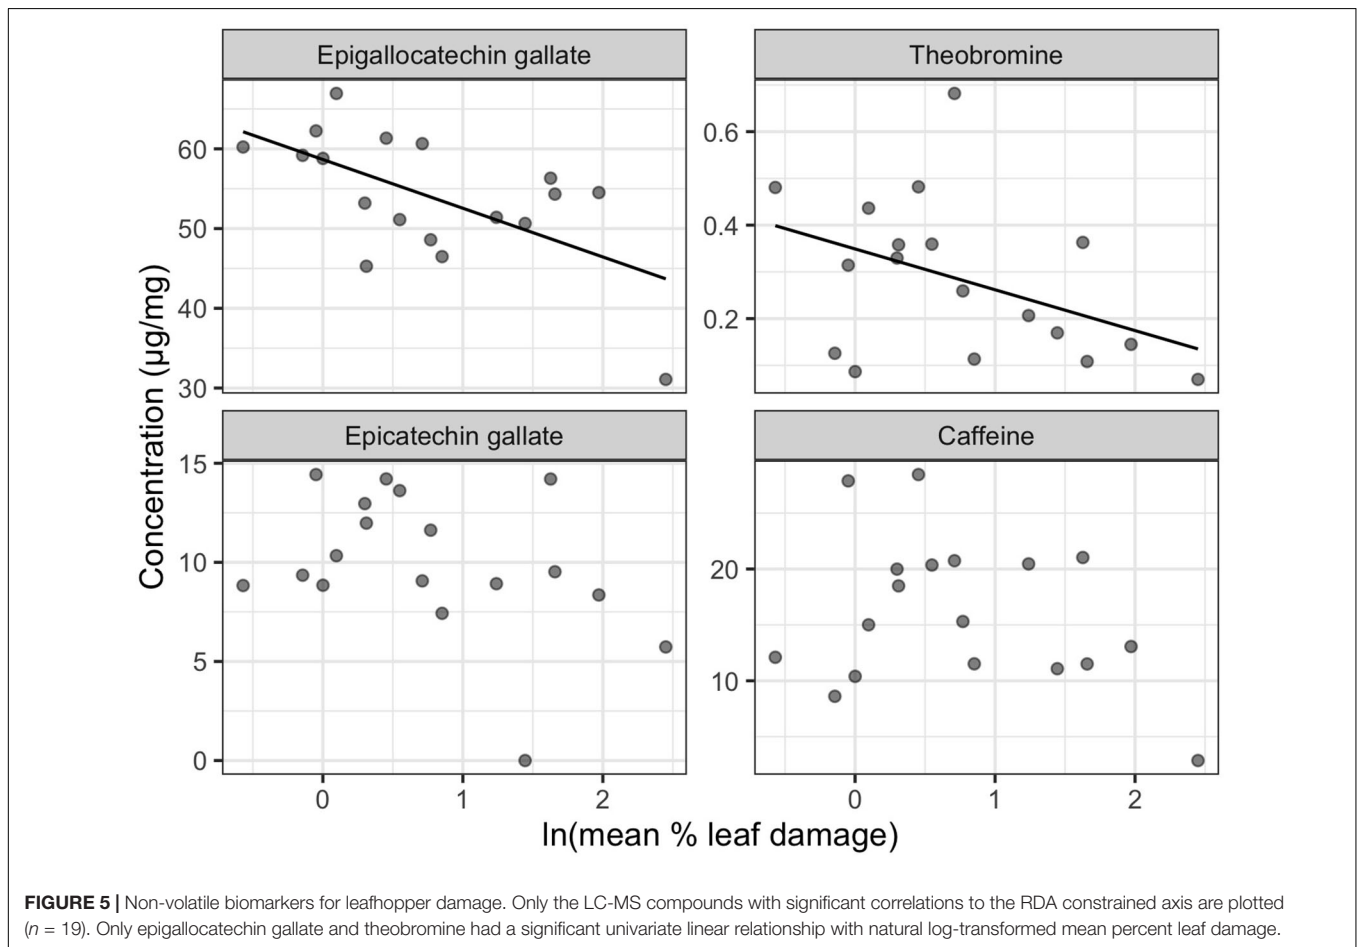 Epigallocatechin gallate
Theobromine
60
50
40
30
0.6
0.4
0.2
Concentration (µg/mg)
Epicatechin gallate
Caffeine
15
10
5
0
20
10
0 1 2
0 1 2
ln(mean % leaf damage)
FIGURE 5 | Non-volatile biomarkers for leafhopper damage. Only the LC-MS compounds with significant correlations to the RDA constrained axis are plotted
(n = 19). Only epigallocatechin gallate and theobromine had a significant univariate linear relationship with natural log-transformed mean percent leaf damage.